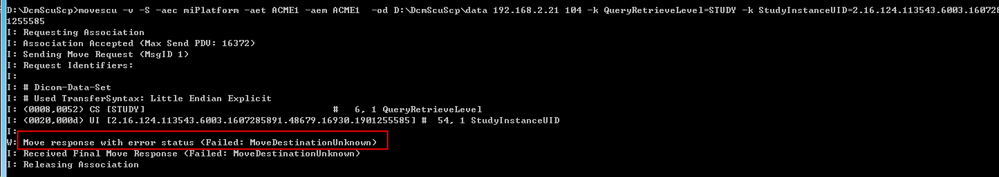 D:\DcmScuScp>movescu -v -S -aec miPlatform -aet ACME1 -aem ACME1  -od D:\DcmScuScp\data 192.168.2.21 104 -k QueryRetrieveLevel=STUDY -k StudyInstanceUID=2.16.124.113543.6003.160728
1255585
I: Requesting Association
I: Association Accepted (Max Send PDV: 16372)
I: Sending Move Request (MsgID 1)
I: Request Identifiers:
I:
I: # Dicom-Data-Set
I: # Used TransferSyntax: Little Endian Explicit
I: (0008,0052) CS [STUDY]                                  #   6, 1 QueryRetrieveLevel
I: (0020,000d) UI [2.16.124.113543.6003.1607285891.48679.16930.1901255585] #  54, 1 StudyInstanceUID
I:
W: Move response with error status (Failed: MoveDestinationUnknown)
I: Received Final Move Response (Failed: MoveDestinationUnknown)
I: Releasing Association